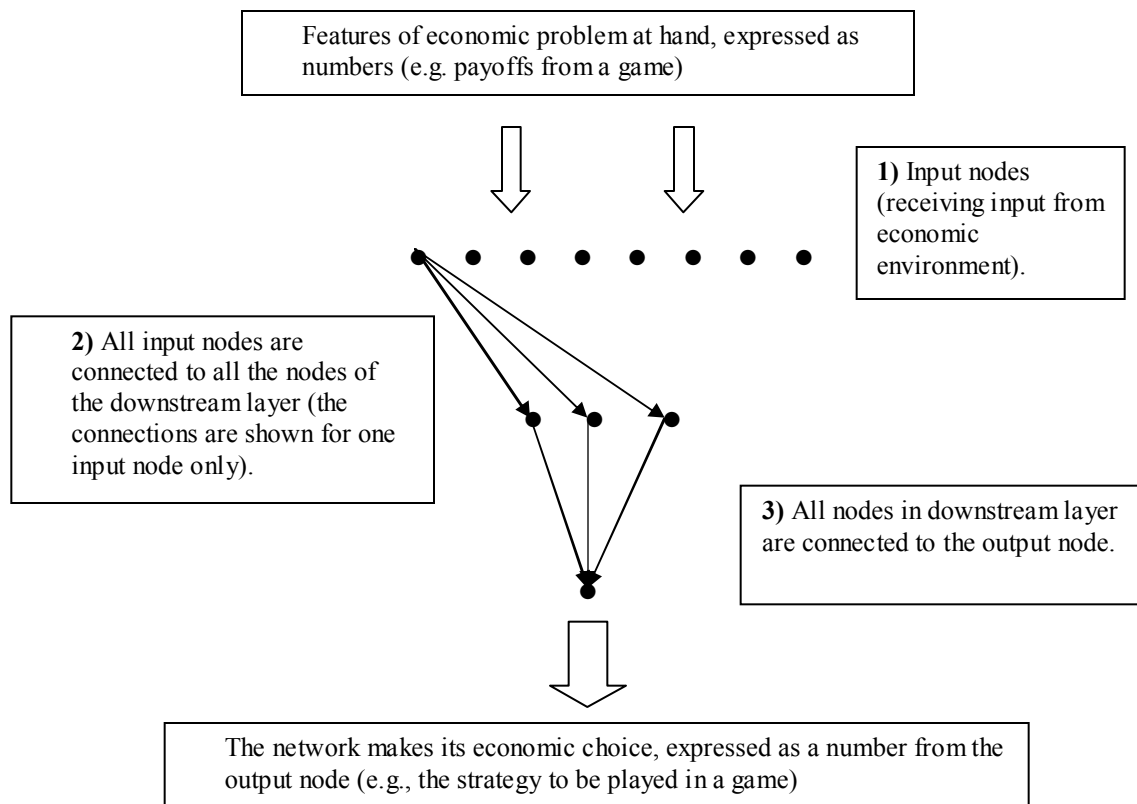 Features of economic problem at hand, expressed as
numbers (e.g. payoffs from a game)
1) Input nodes
(receiving input from
economic
environment).
2) All input nodes are
connected to all the nodes of
the downstream layer (the
connections are shown for one
input node only).
3) All nodes in downstream layer
are connected to the output node.
The network makes its economic choice, expressed as a number from the
output node (e.g., the strategy to be played in a game)